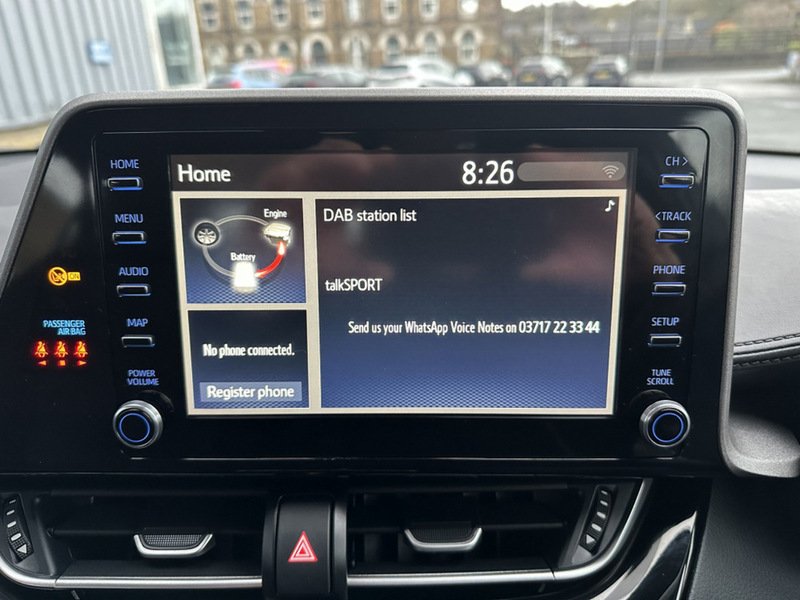 HOME
MENU
AUDIO
MAP
POWER
VOLUME
ON
PASSENGER
AIR BAG
Home
8:26
Engine
Battery
No phone connected.
Register phone
DAB station list
talkSPORT
Send us your WhatsApp Voice Notes on 03717 22 33 44
CH >
<TRACK
PHONE
SETUP
TUNE
SCROLL